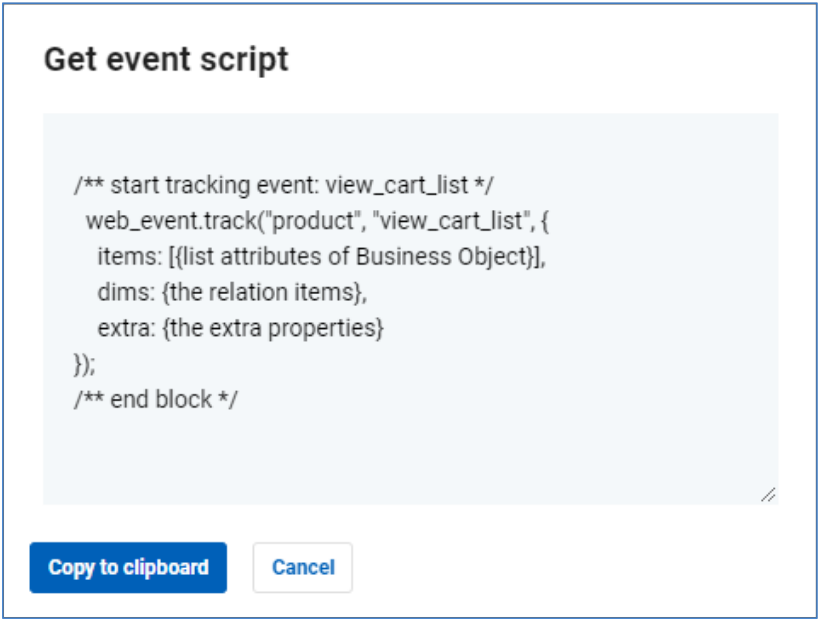 Get event script
/** start tracking event: view_cart_list */
web_event.track("product", "view_cart_list", {
items: [{list attributes of Business Object}],
dims: {the relation items},
extra: {the extra properties}
});
/** end block */
Copy to clipboard
Cancel